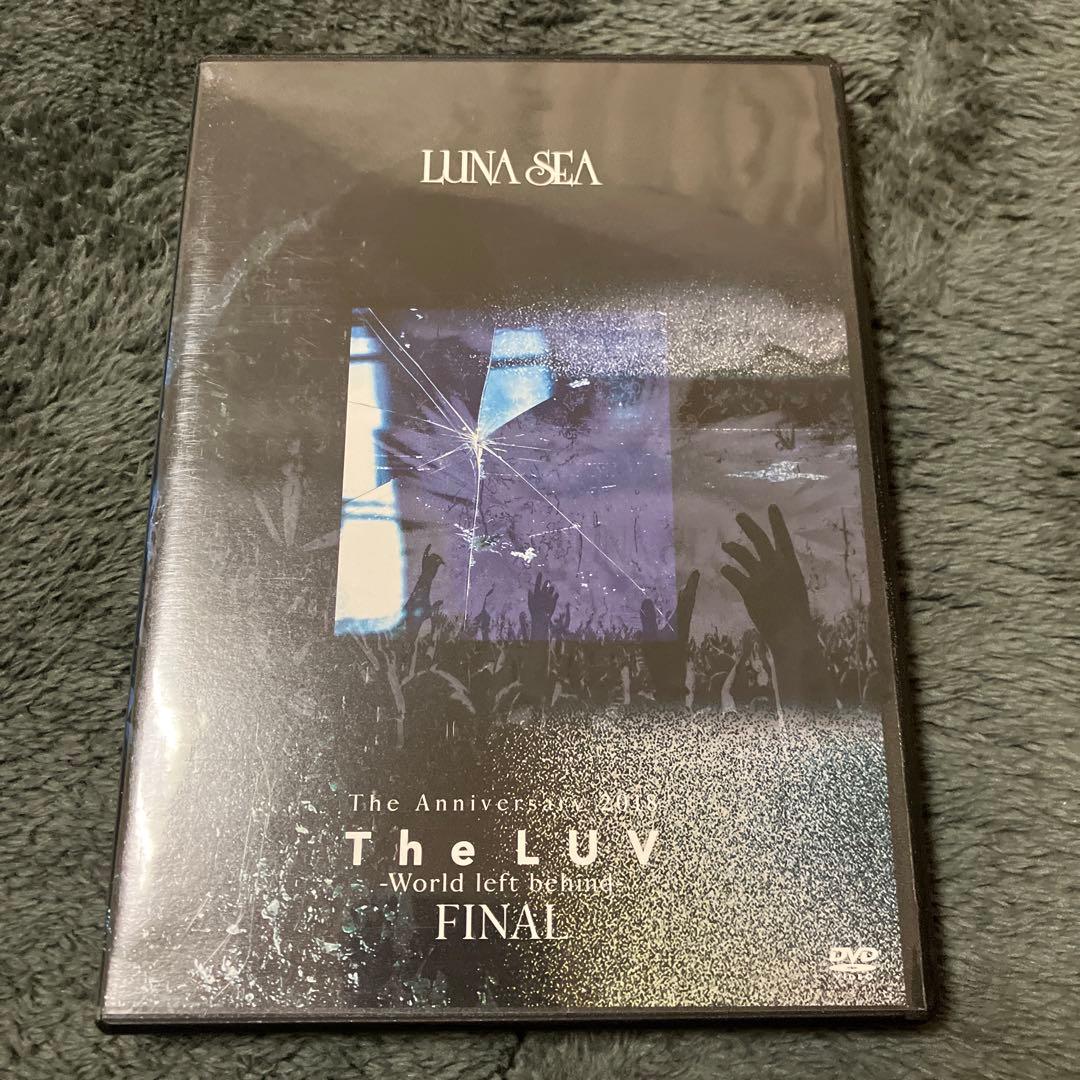 LUNA SEA
The Anniversary 2018
The LUV
-World left behind-
FINAL
DVD